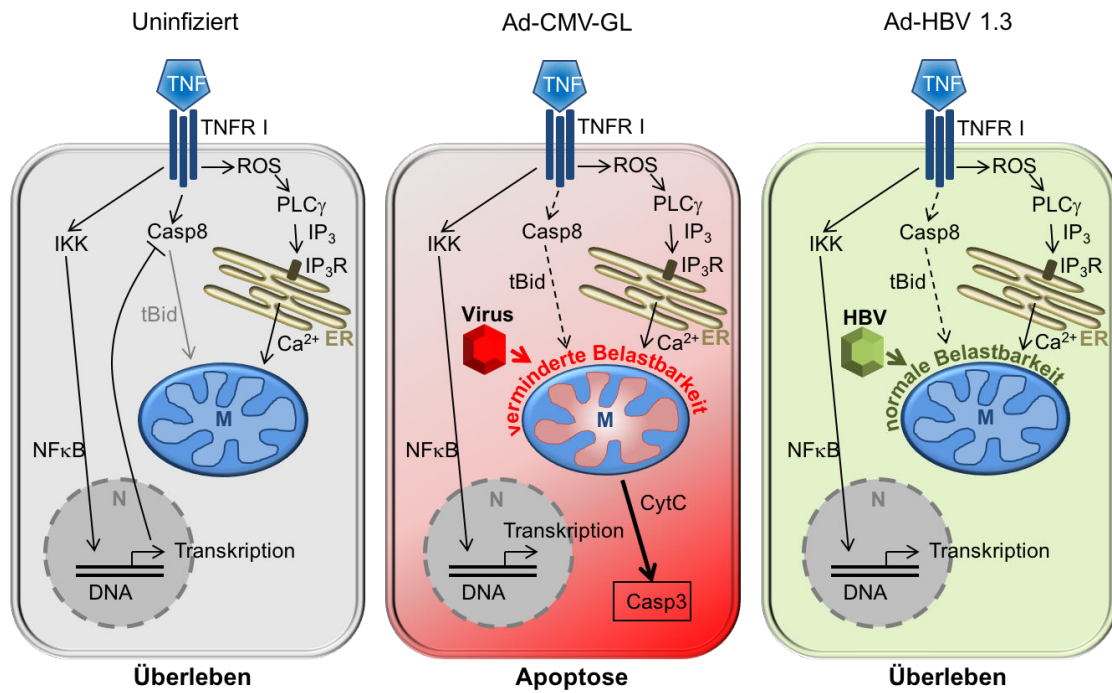 Uninfiziert
TNF
TNFR I
ROS
PLCγ
IP3
IP3R
IKK
Casp8
tBid
ER
Ca2+
M
NFκB
N
Transkription
DNA
Überleben
Ad-CMV-GL
TNF
TNFR I
ROS
PLCγ
IP3
IP3R
IKK
Casp8
tBid
Virus
ER
Ca2+
verminderte Belastbarkeit
M
NFκB
N
CytC
Transkription
DNA
Casp3
Apoptose
Ad-HBV 1.3
TNF
TNFR I
ROS
PLCγ
IP3
IP3R
IKK
Casp8
tBid
HBV
ER
Ca2+
normale Belastbarkeit
M
NFκB
N
Transkription
DNA
Überleben